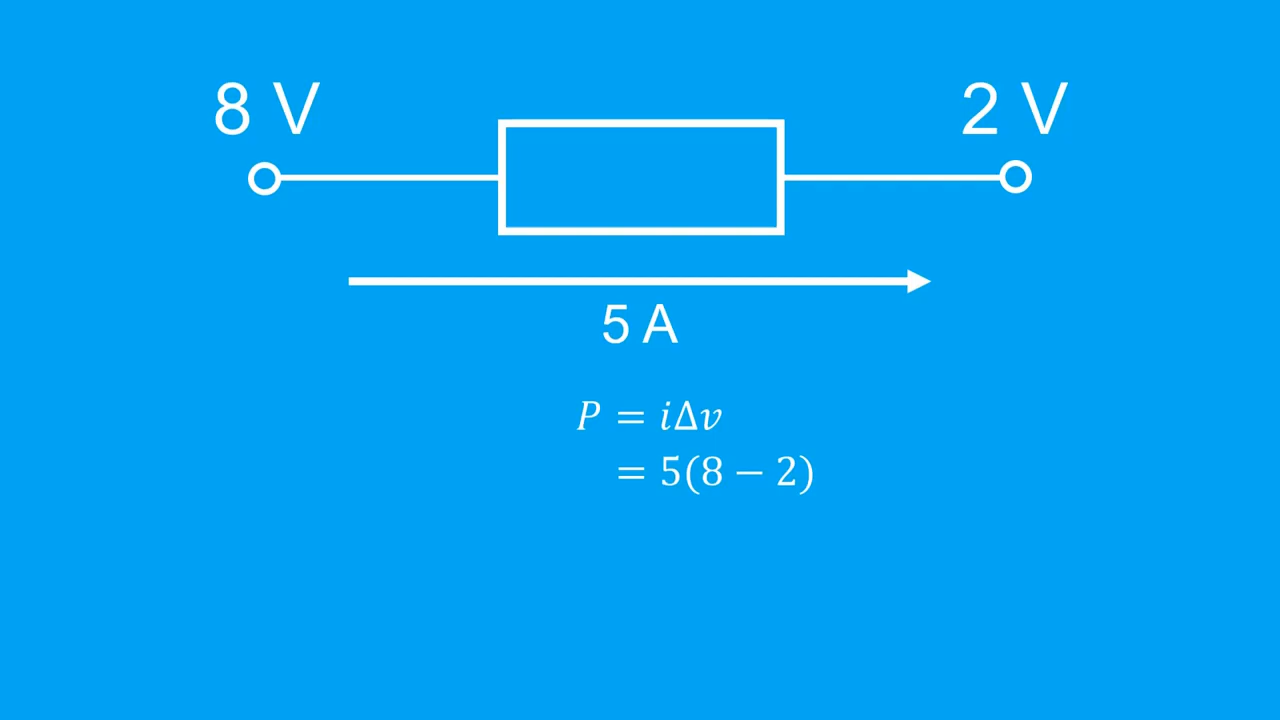 8 V 2 V
5 A
P = iΔv
= 5(8 − 2)